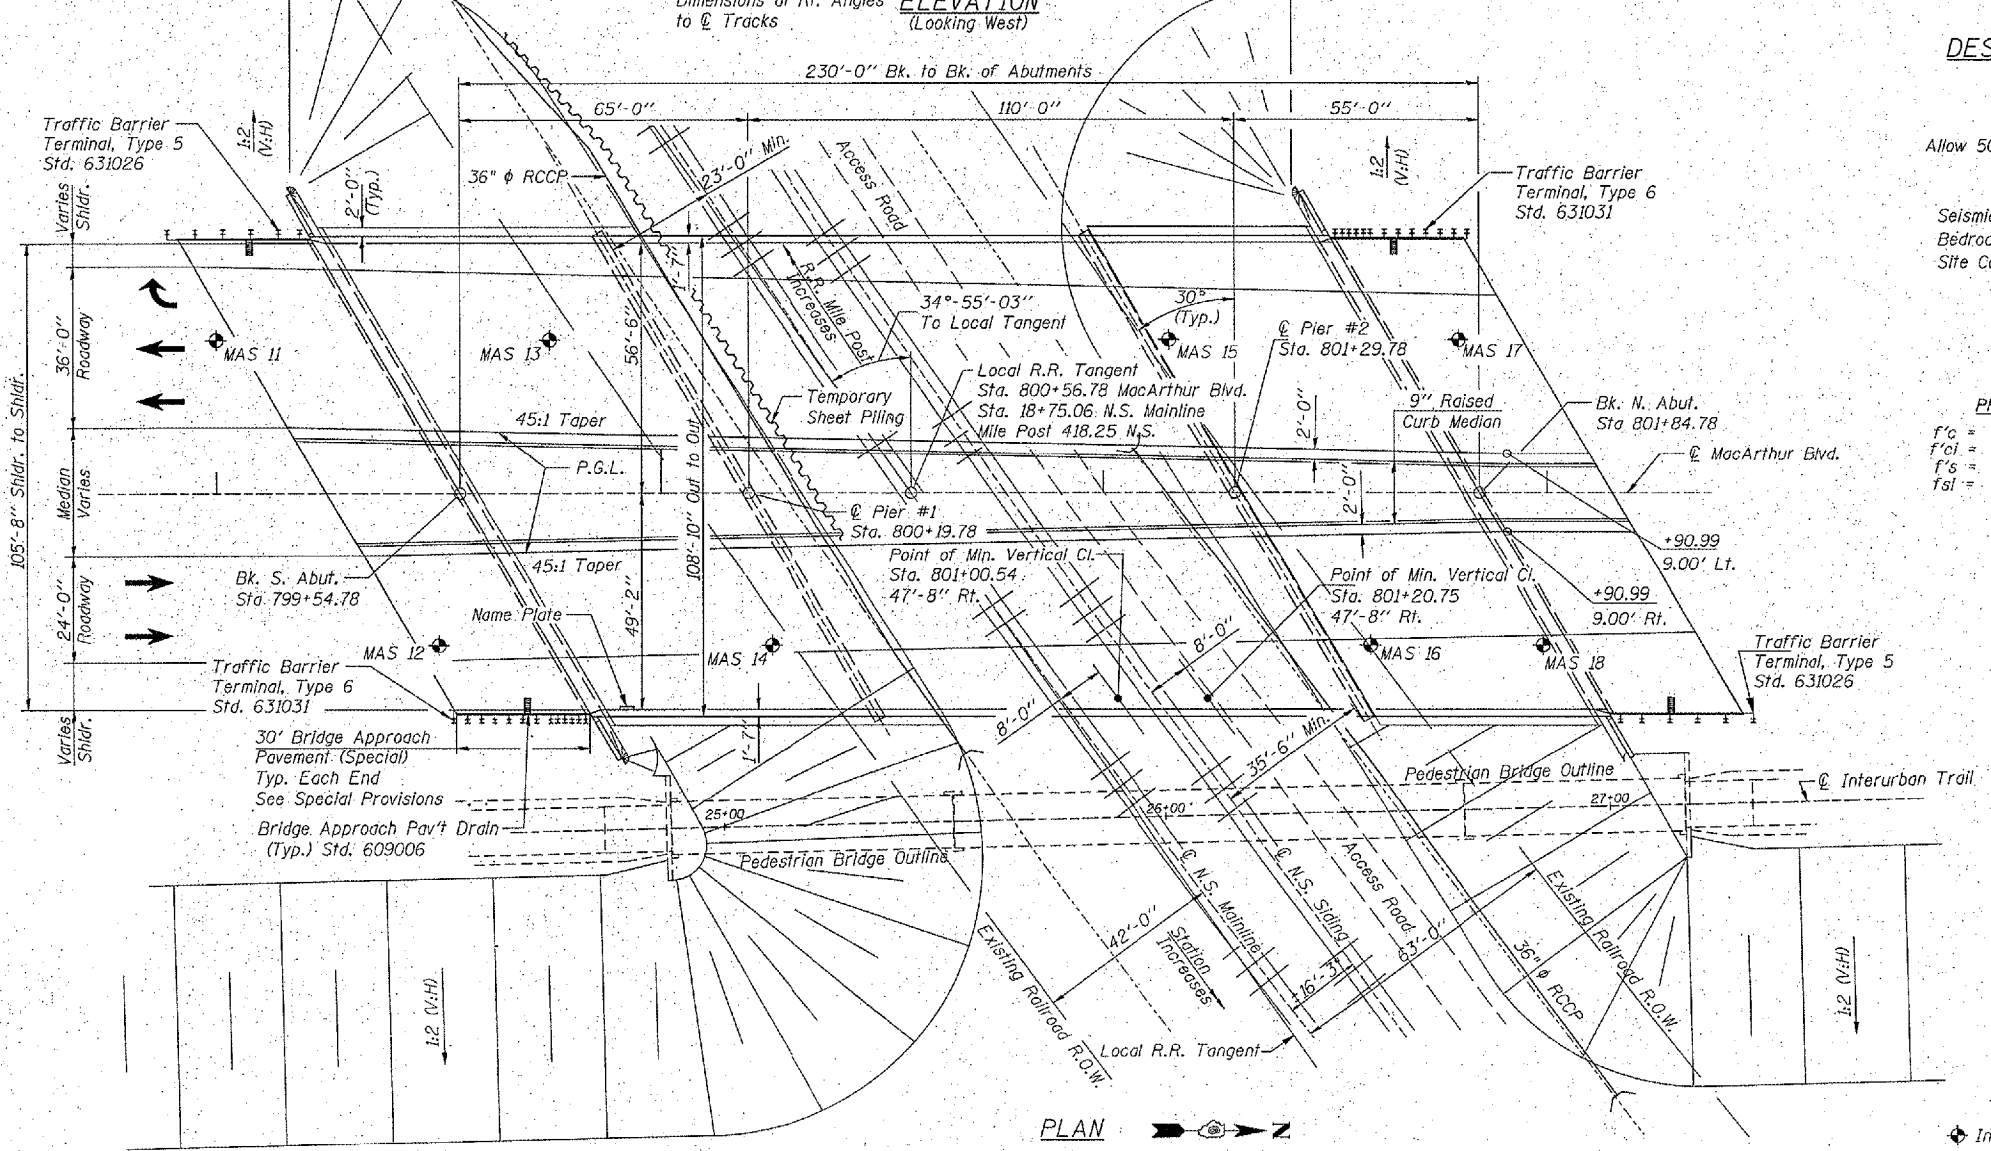 Dimensions at Rt. Angles
to ℄ Tracks
ELEVATION
(Looking West)
DES
230'-0" Bk. to Bk. of Abutments
65'-0"
110'-0"
55'-0"
Traffic Barrier
Terminal, Type 5
Std. 631026
1:2
(V:H)
2'-0"
(Typ.)
36" ϕ RCCP
23'-0" Min.
Access Road
1:2
(V:H)
Traffic Barrier
Terminal, Type 6
Std. 631031
Allow 50
Seismic
Bedroc
Site Co
Varies
Shldr.
1'-7"
R.R. Mile Post
Increases
34°-55'-03"
To Local Tangent
30°
(Typ.)
℄ Pier #2
Sta. 801+29.78
36'-0"
Roadway
MAS 11
MAS 13
56'-6"
MAS 15
MAS 17
Local R.R. Tangent
Sta. 800+56.78 MacArthur Blvd.
Sta. 18+75.06 N.S. Mainline
Mile Post 418.25 N.S.
Temporary
Sheet Piling
105'-8" Shldr. to Shldr.
45:1 Taper
P.G.L.
108'-10" Out to Out
2'-0"
9" Raised
Curb Median
Bk. N. Abut.
Sta 801+84.78
℄ MacArthur Blvd.
f'c =
f'ci =
f's =
fsi =
Median
Varies
℄ Pier #1
Sta. 800+19.78
2'-0"
45:1 Taper
Bk. S. Abut.
Sta 799+54.78
Point of Min. Vertical Cl.
Sta. 801+00.54
47'-8" Rt.
Point of Min. Vertical Cl.
Sta. 801+20.75
47'-8" Rt.
+90.99
9.00' Lt.
+90.99
9.00' Rt.
24'-0"
Roadway
Name Plate
49'-2"
MAS 12
MAS 14
8'-0"
MAS 16
MAS 18
Traffic Barrier
Terminal, Type 6
Std. 631031
Traffic Barrier
Terminal, Type 5
Std. 631026
Varies
Shldr.
30' Bridge Approach
Pavement (Special)
Typ. Each End
See Special Provisions
1'-7"
8'-0"
35'-6" Min.
Pedestrian Bridge Outline
℄ Interurban Trail
25+00
26+00
27+00
Bridge Approach Pav't Drain
(Typ.) Std. 609006
Pedestrian Bridge Outline
℄ N.S. Mainline
℄ N.S. Siding
Access Road
Existing Railroad R.O.W.
42'-0"
Station
Increases
63'-0"
16'-3"
36" ϕ RCCP
Existing Railroad R.O.W.
1:2 (V:H)
1:2 (V:H)
Local R.R. Tangent
PLAN
N